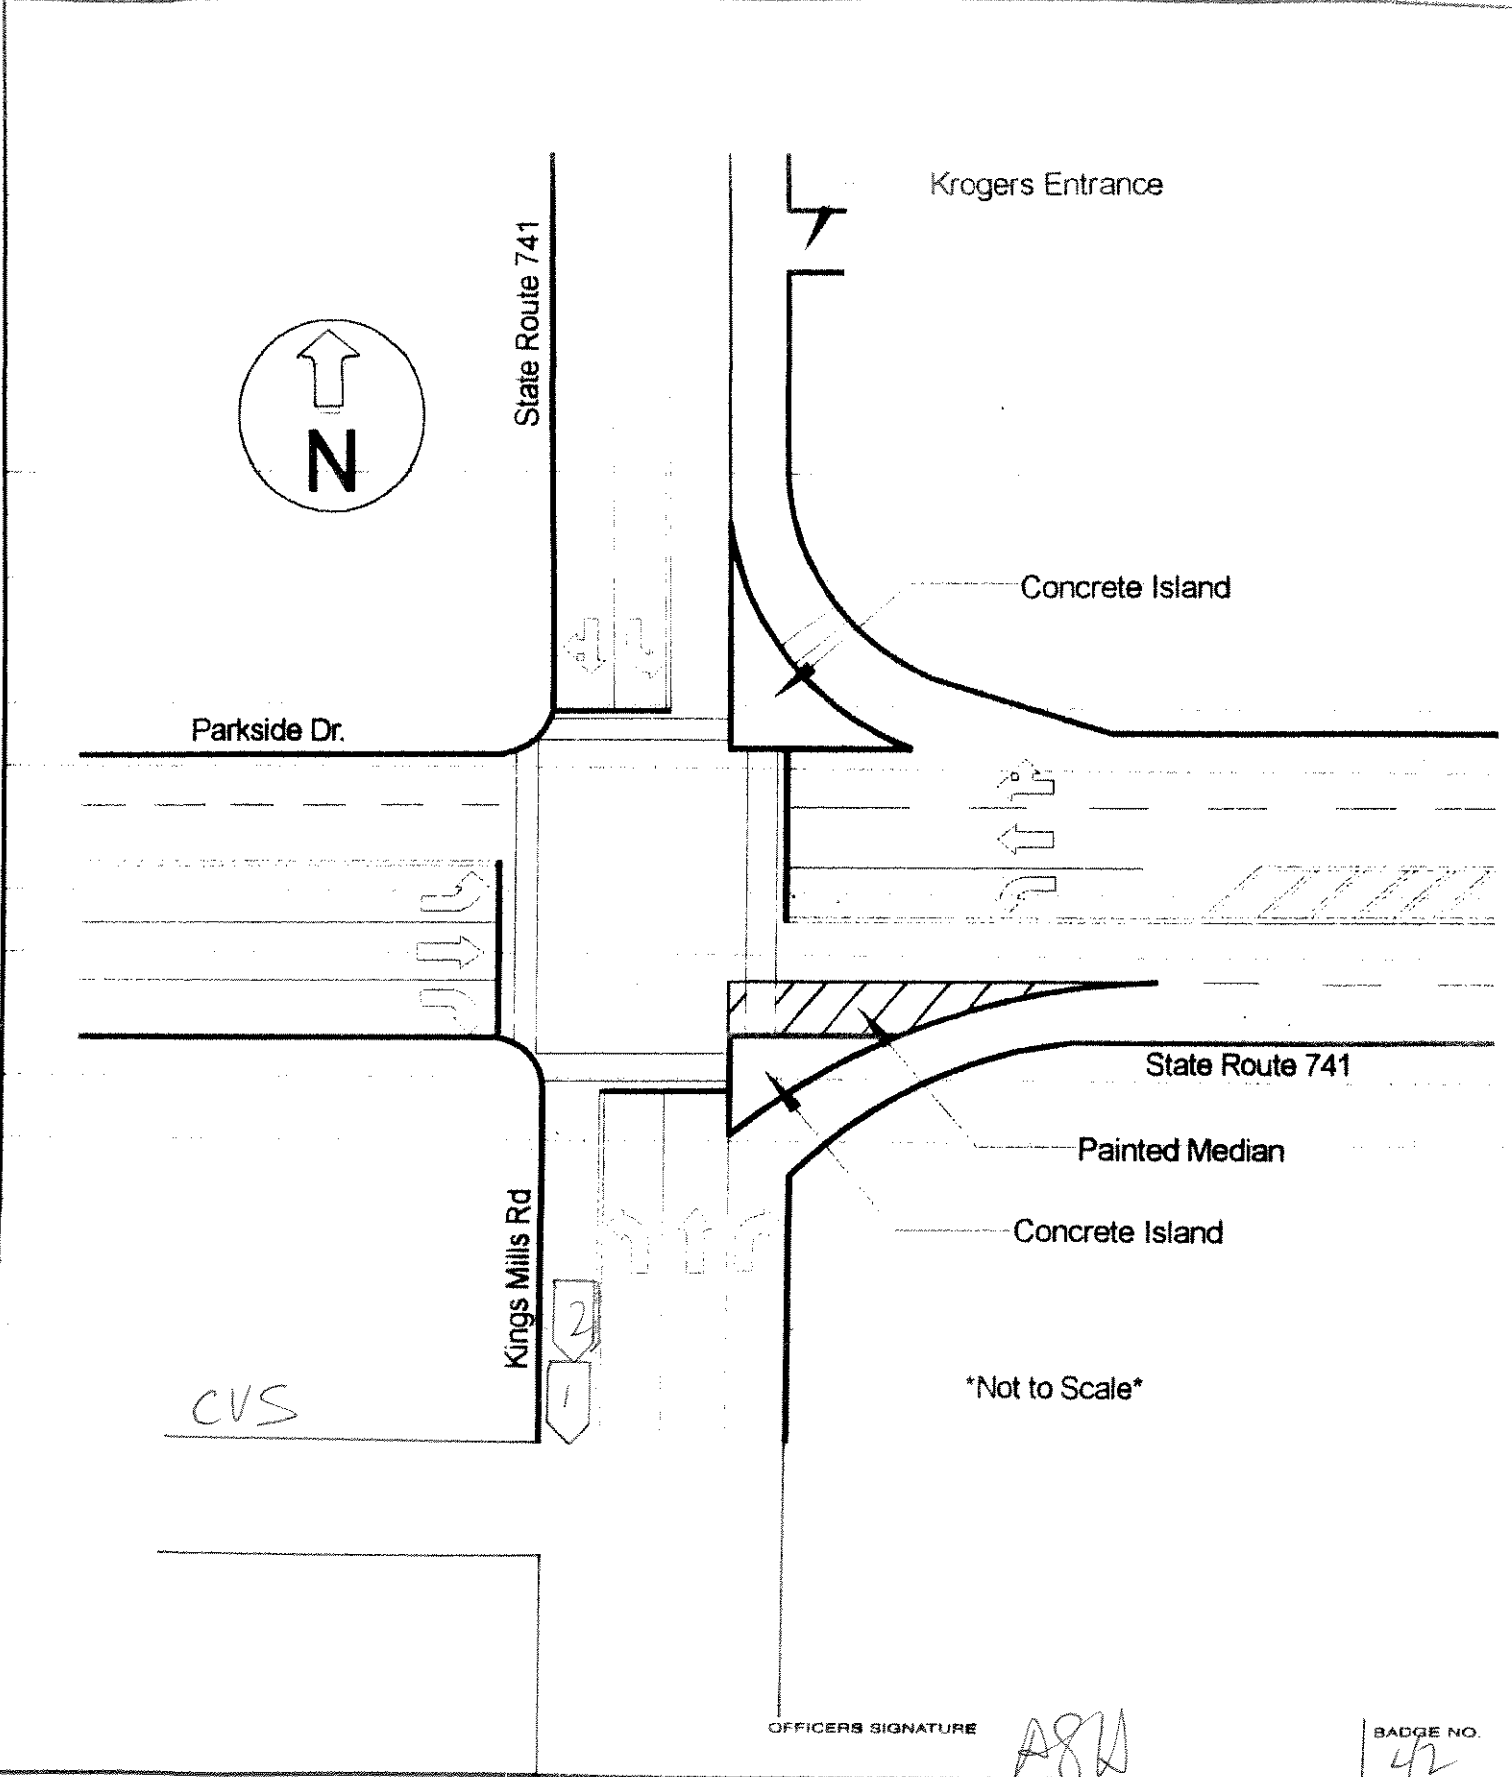 Krogers Entrance
State Route 741
N
Concrete Island
Parkside Dr.
State Route 741
Painted Median
Concrete Island
Kings Mills Rd
2
1
*Not to Scale*
CVS
OFFICERS SIGNATURE
BADGE NO.
42